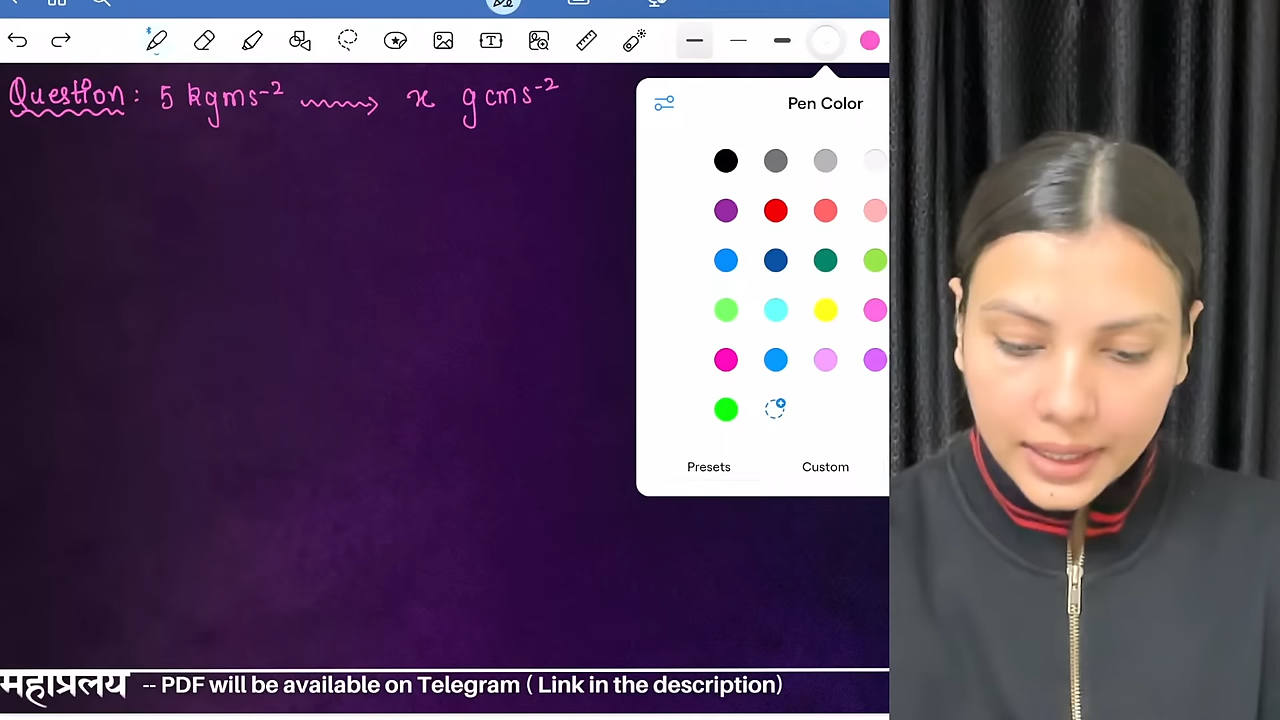 Question: 5 kgms⁻² x gcms⁻²
Pen Color
Presets Custom
महाप्रलय -- PDF will be available on Telegram ( Link in the description)